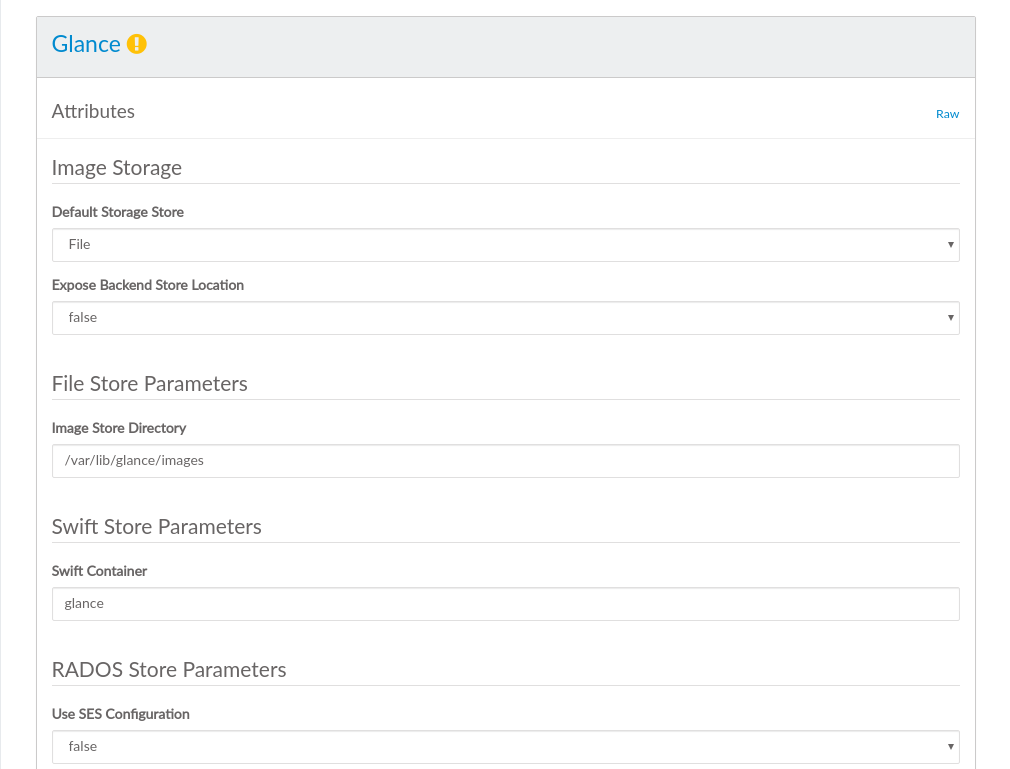 Glance
Attributes
Raw
Image Storage
Default Storage Store
File
Expose Backend Store Location
false
File Store Parameters
Image Store Directory
/var/lib/glance/images
Swift Store Parameters
Swift Container
glance
RADOS Store Parameters
Use SES Configuration
false